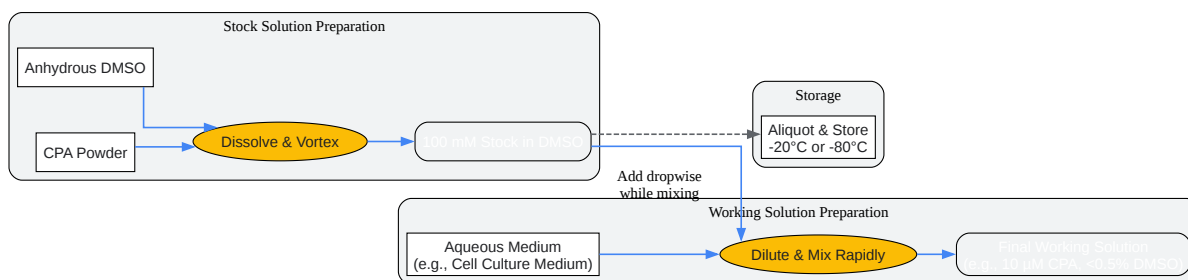 Stock Solution Preparation
Anhydrous DMSO
CPA Powder
Dissolve & Vortex
100 mM Stock in DMSO
Storage
Aliquot & Store
-20°C or -80°C
Add dropwise
while mixing
Working Solution Preparation
Aqueous Medium
(e.g., Cell Culture Medium)
Dilute & Mix Rapidly
Final Working Solution
(e.g., 10 µM CPA, <0.5% DMSO)